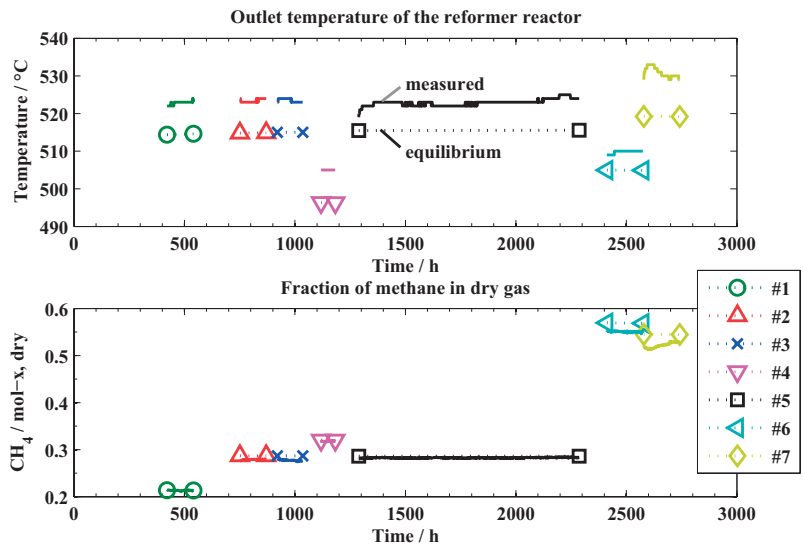 Outlet temperature of the reformer reactor
Temperature / °C
540
530
520
510
500
490
measured
equilibrium
0 500 1000 1500 2000 2500 3000
Time / h
Fraction of methane in dry gas
CH4 / mol−x, dry
0.6
0.5
0.4
0.3
0.2
0 500 1000 1500 2000 2500 3000
Time / h
#1
#2
#3
#4
#5
#6
#7